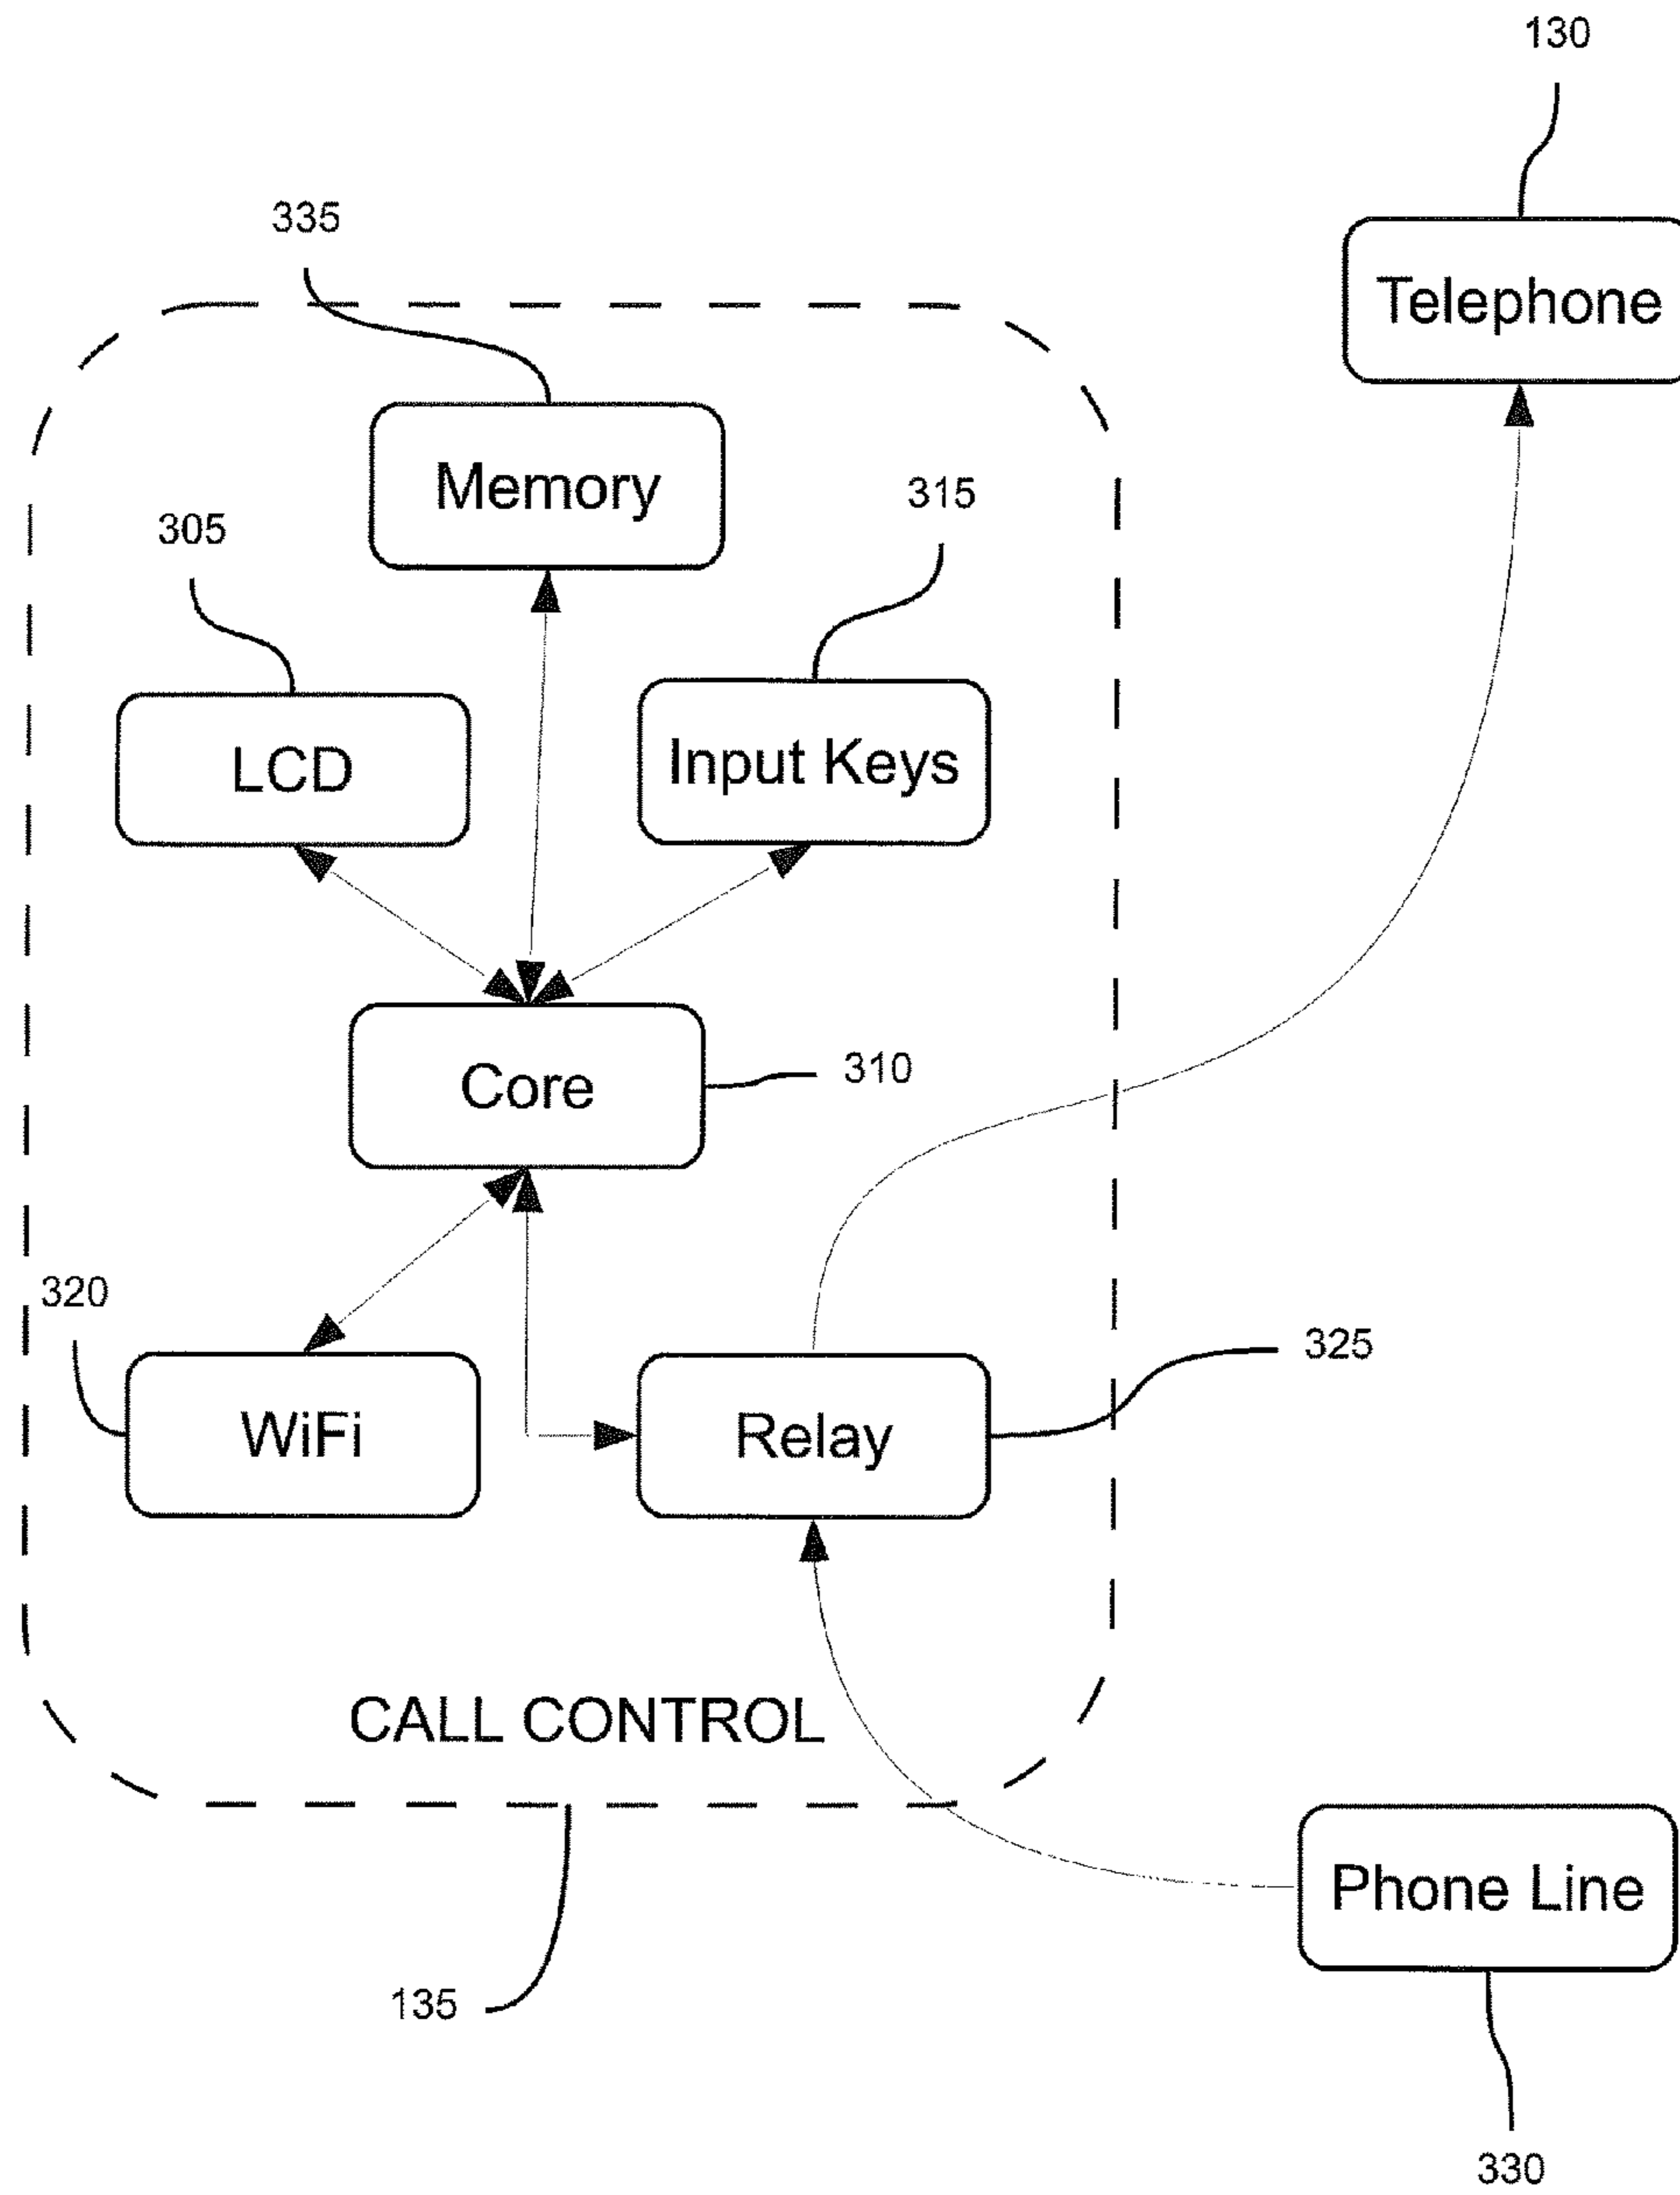 130
335
Telephone
Memory
315
305
Input Keys
LCD
310
Core
320
325
WiFi
Relay
CALL CONTROL
Phone Line
135
330